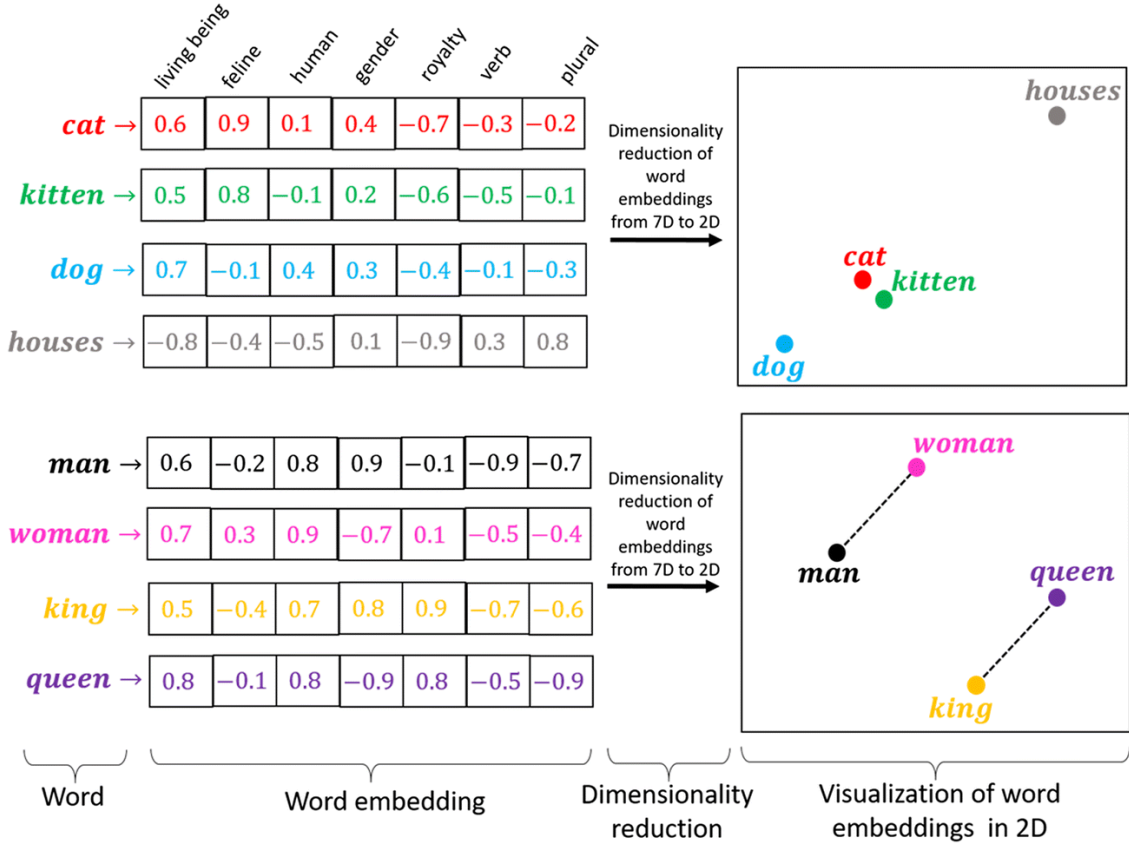 living being feline human gender royalty verb plural
cat → 0.6 0.9 0.1 0.4 −0.7 −0.3 −0.2
kitten → 0.5 0.8 −0.1 0.2 −0.6 −0.5 −0.1
dog → 0.7 −0.1 0.4 0.3 −0.4 −0.1 −0.3
houses → −0.8 −0.4 −0.5 0.1 −0.9 0.3 0.8
Dimensionality
reduction of
word
embeddings
from 7D to 2D
houses
cat
kitten
dog
man → 0.6 −0.2 0.8 0.9 −0.1 −0.9 −0.7
woman → 0.7 0.3 0.9 −0.7 0.1 −0.5 −0.4
king → 0.5 −0.4 0.7 0.8 0.9 −0.7 −0.6
queen → 0.8 −0.1 0.8 −0.9 0.8 −0.5 −0.9
Dimensionality
reduction of
word
embeddings
from 7D to 2D
woman
man
queen
king
Word
Word embedding
Dimensionality
reduction
Visualization of word
embeddings in 2D